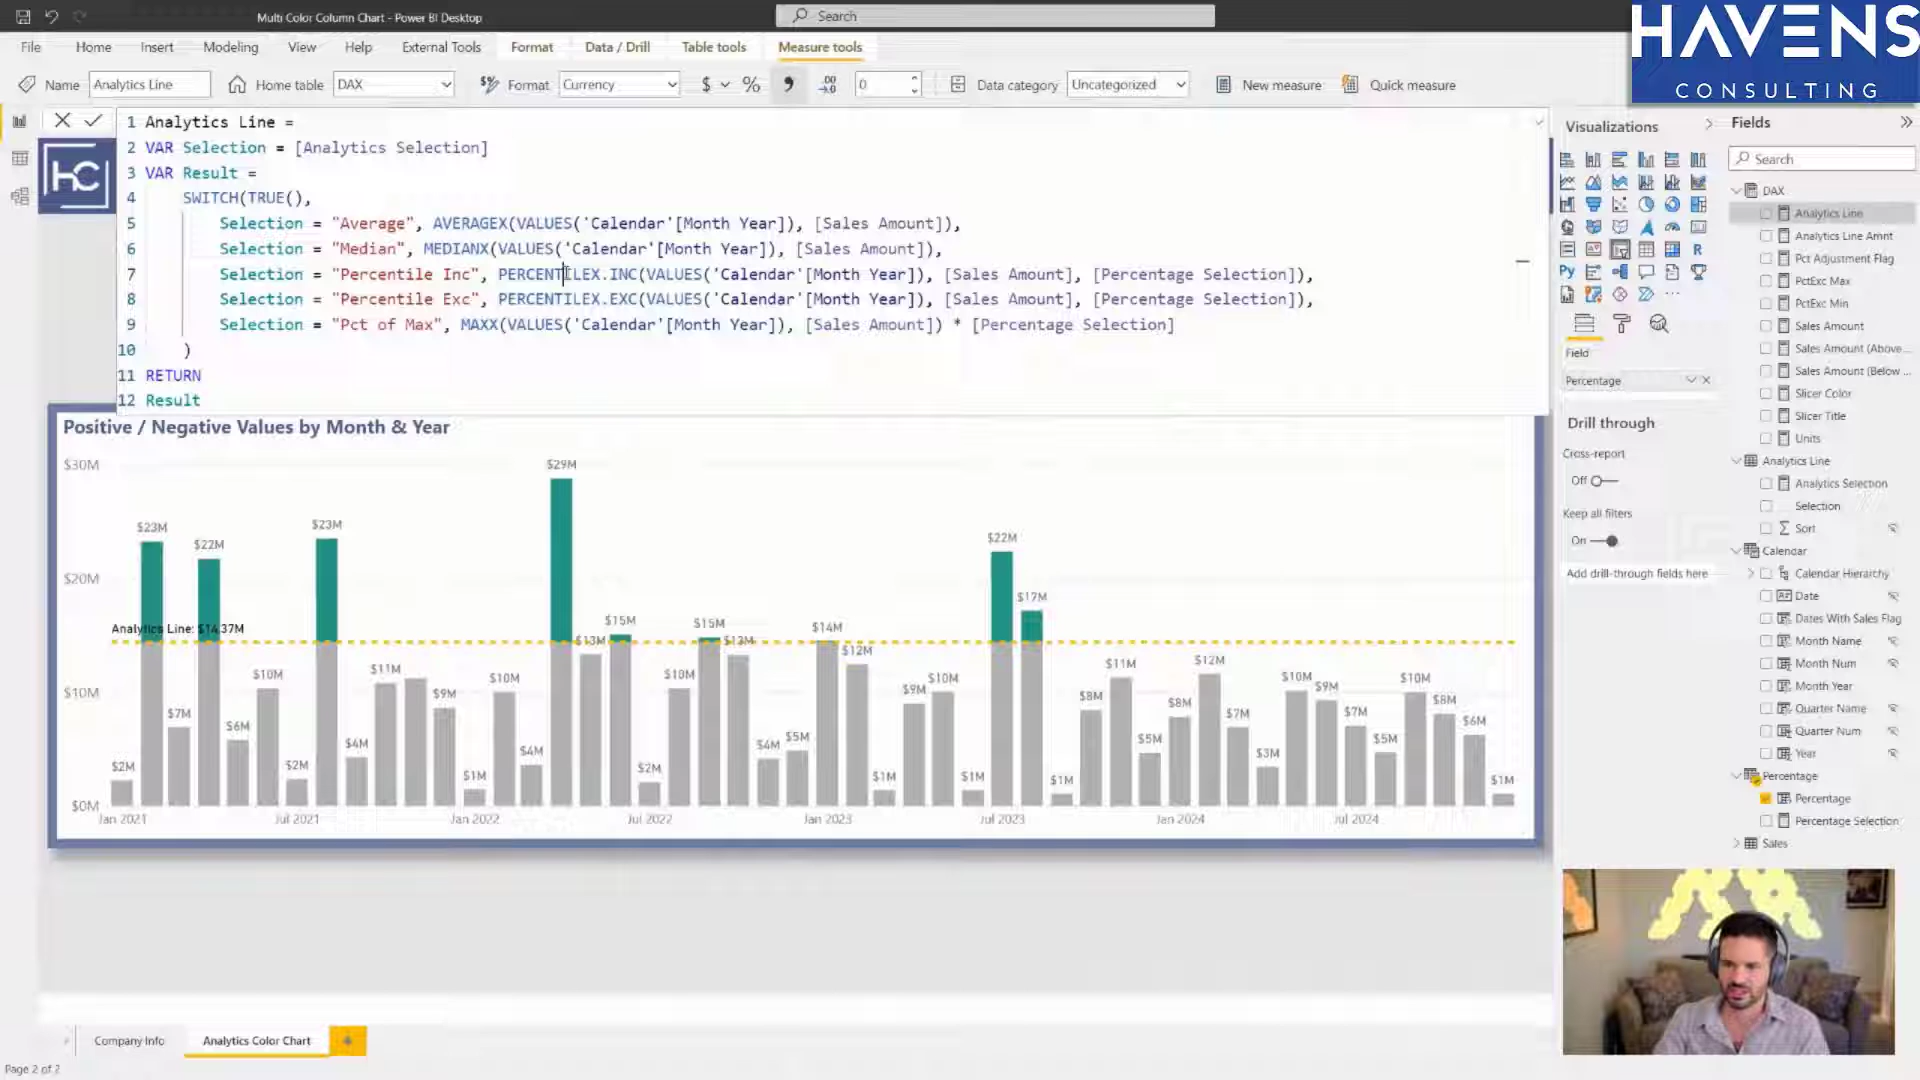 Multi Color Column Chart - Power BI Desktop
Search
HAVENS
CONSULTING
File Home Insert Modeling View Help External Tools Format Data / Drill Table tools Measure tools
Name Analytics Line Home table DAX Format Currency $ % 0 Data category Uncategorized New measure Quick measure
1 Analytics Line =
2 VAR Selection = [Analytics Selection]
3 VAR Result =
4 SWITCH(TRUE(),
5 Selection = "Average", AVERAGEX(VALUES('Calendar'[Month Year]), [Sales Amount]),
6 Selection = "Median", MEDIANX(VALUES('Calendar'[Month Year]), [Sales Amount]),
7 Selection = "Percentile Inc", PERCENTILEX.INC(VALUES('Calendar'[Month Year]), [Sales Amount], [Percentage Selection]),
8 Selection = "Percentile Exc", PERCENTILEX.EXC(VALUES('Calendar'[Month Year]), [Sales Amount], [Percentage Selection]),
9 Selection = "Pct of Max", MAXX(VALUES('Calendar'[Month Year]), [Sales Amount]) * [Percentage Selection]
10 )
11 RETURN
12 Result
HC
Positive / Negative Values by Month & Year
$30M
$20M
$10M
$0M
Analytics Line: $14.37M
$2M $23M $7M $22M $6M $10M $2M $23M $4M $11M $9M $1M $10M $4M $29M $13M $15M $2M $10M $15M $13M $4M $5M $14M $12M $1M $9M $10M $1M $22M $17M $1M $8M $11M $5M $8M $12M $7M $3M $10M $9M $7M $5M $10M $8M $6M $1M
Jan 2021 Jul 2021 Jan 2022 Jul 2022 Jan 2023 Jul 2023 Jan 2024 Jul 2024
Visualizations
R
Py
Field
Percentage
Drill through
Cross-report
Off
Keep all filters
On
Add drill-through fields here
Fields
Search
DAX
Analytics Line
Analytics Line Amnt
Pct Adjustment Flag
PctExc Max
PctExc Min
Sales Amount
Sales Amount (Above ...
Sales Amount (Below ...
Slicer Color
Slicer Title
Units
Analytics Line
Analytics Selection
Selection
Sort
Calendar
Calendar Hierarchy
Date
Dates With Sales Flag
Month Name
Month Num
Month Year
Quarter Name
Quarter Num
Year
Percentage
Percentage
Percentage Selection
Sales
Company Info Analytics Color Chart +
Page 2 of 2